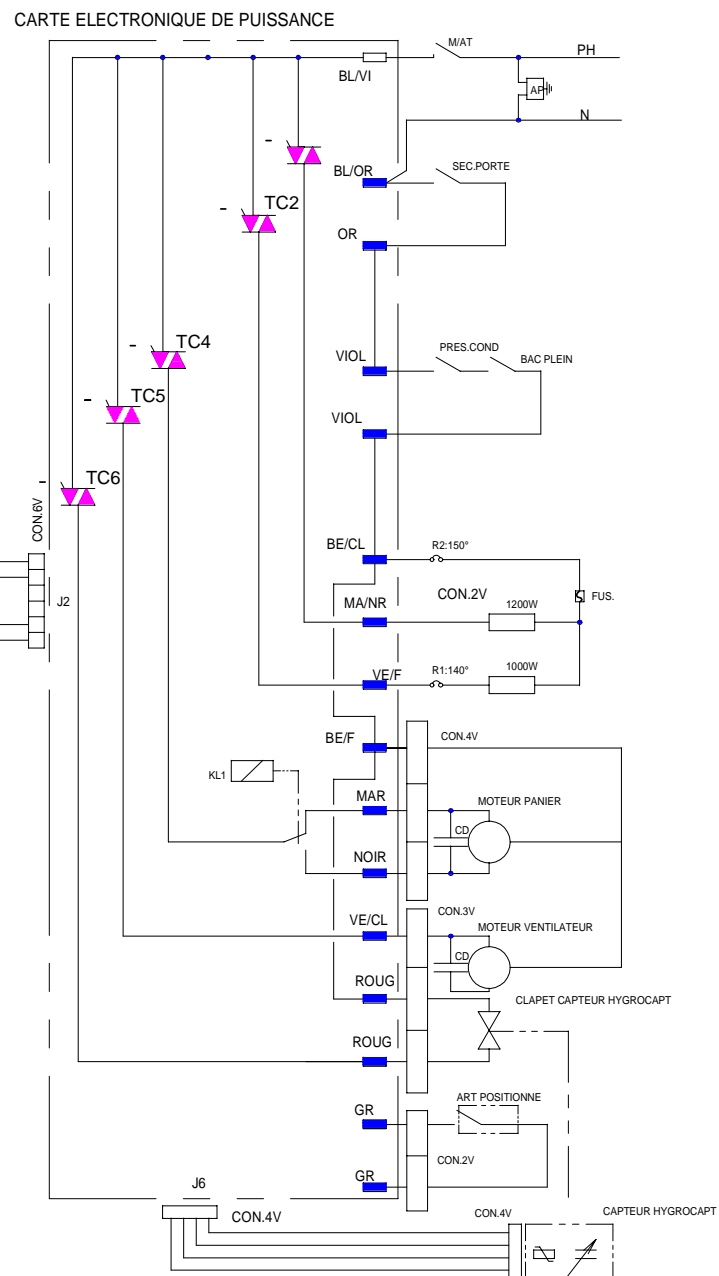 CARTE ELECTRONIQUE DE PUISSANCE
M/AT
PH
BL/VI
AP
N
BL/OR
SEC.PORTE
TC2
OR
TC4
PRES.COND
VIOL
BAC PLEIN
TC5
VIOL
TC6
CON.6V
BE/CL
R2:150°
J2
MA/NR
CON.2V
1200W
FUS.
VE/F
R1:140°
1000W
BE/F
CON.4V
KL1
MAR
MOTEUR PANIER
CD
NOIR
VE/CL
CON.3V
MOTEUR VENTILATEUR
CD
ROUG
CLAPET CAPTEUR HYGROCAPT
ROUG
ART POSITIONNE
GR
CON.2V
GR
J6
CON.4V
CON.4V
CAPTEUR HYGROCAPT